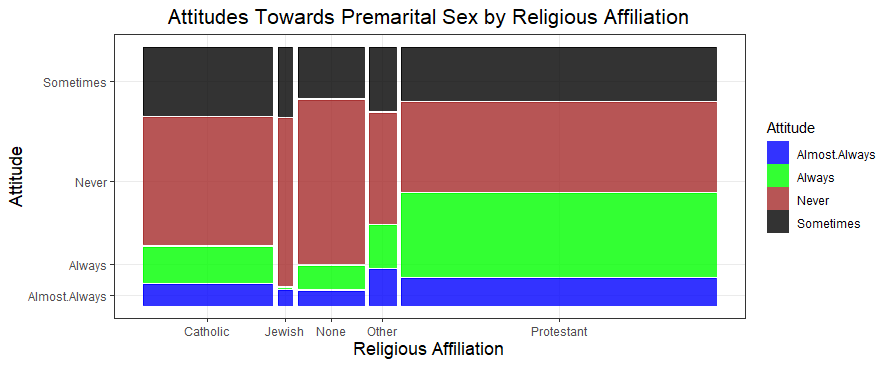 Attitudes Towards Premarital Sex by Religious Affiliation
Attitude
Sometimes
Never
Always
Almost.Always
Catholic
Jewish
None
Other
Protestant
Religious Affiliation
Attitude
Almost.Always
Always
Never
Sometimes